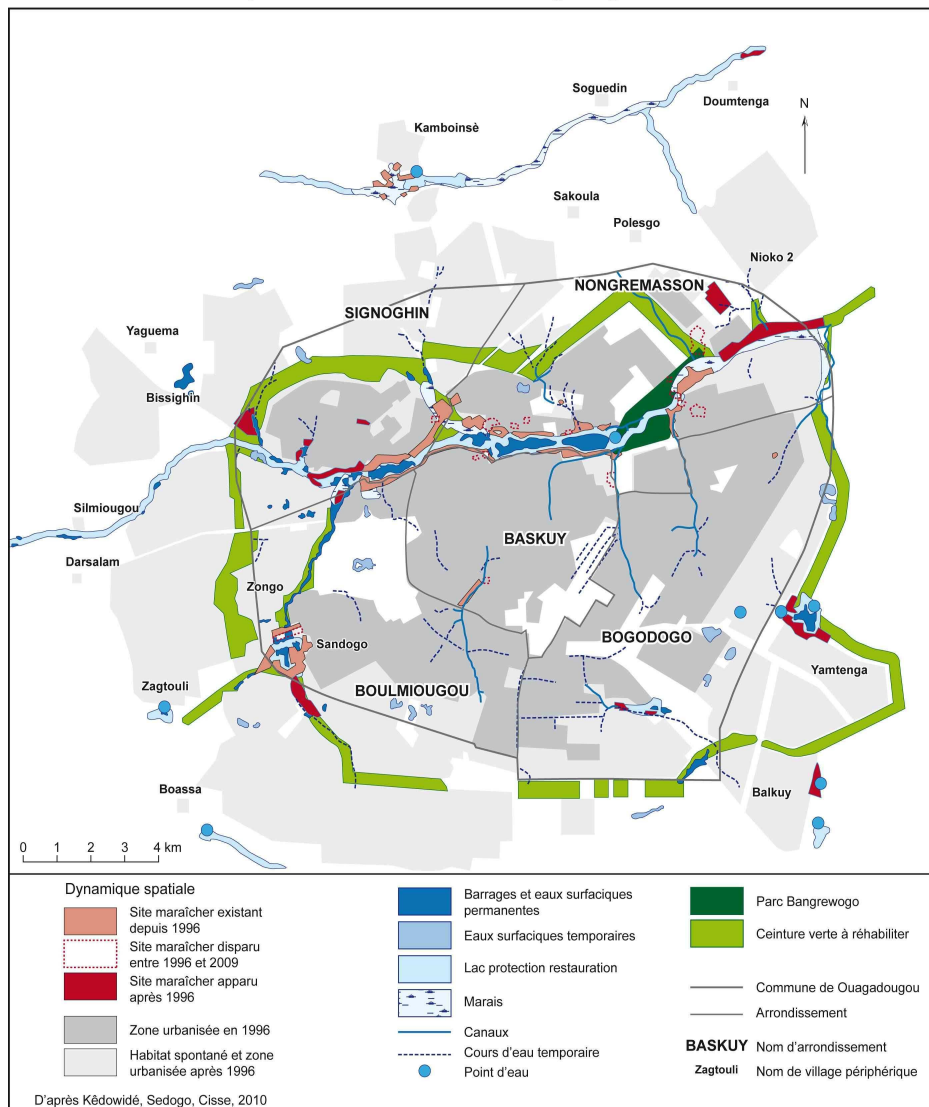 Soguedin
Doumtenga
N
Kamboinsè
Sakoula
Polesgo
Nioko 2
NONGREMASSON
SIGNOGHIN
Yaguema
Bissighin
Silmiougou
BASKUY
Darsalam
Zongo
Sandogo
BOGODOGO
Yamtenga
Zagtouli
BOULMIOUGOU
Boassa
Balkuy
0 1 2 3 4 km
Dynamique spatiale
Site maraîcher existant
depuis 1996
Site maraîcher disparu
entre 1996 et 2009
Site maraîcher apparu
après 1996
Zone urbanisée en 1996
Habitat spontané et zone
urbanisée après 1996
Barrages et eaux surfaciques
permanentes
Eaux surfaciques temporaires
Lac protection restauration
Marais
Canaux
Cours d'eau temporaire
Point d'eau
Parc Bangrewogo
Ceinture verte à réhabiliter
Commune de Ouagadougou
Arrondissement
BASKUY Nom d'arrondissement
Zagtouli Nom de village périphérique
D'après Kêdowidé, Sedogo, Cisse, 2010